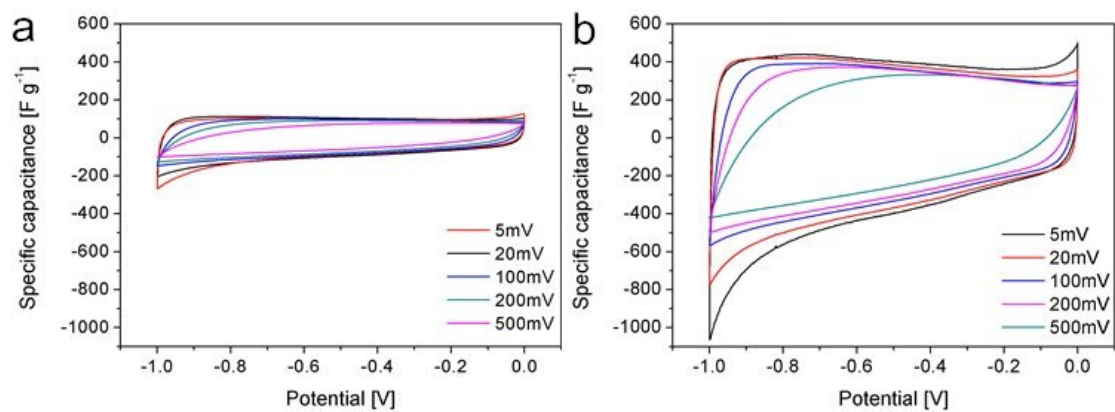 a
600
400
200
0
-200
-400
-600
-800
-1000
Specific capacitance [F g⁻¹]
5mV
20mV
100mV
200mV
500mV
-1.0 -0.8 -0.6 -0.4 -0.2 0.0
Potential [V]
b
600
400
200
0
-200
-400
-600
-800
-1000
Specific capacitance [F g⁻¹]
5mV
20mV
100mV
200mV
500mV
-1.0 -0.8 -0.6 -0.4 -0.2 0.0
Potential [V]